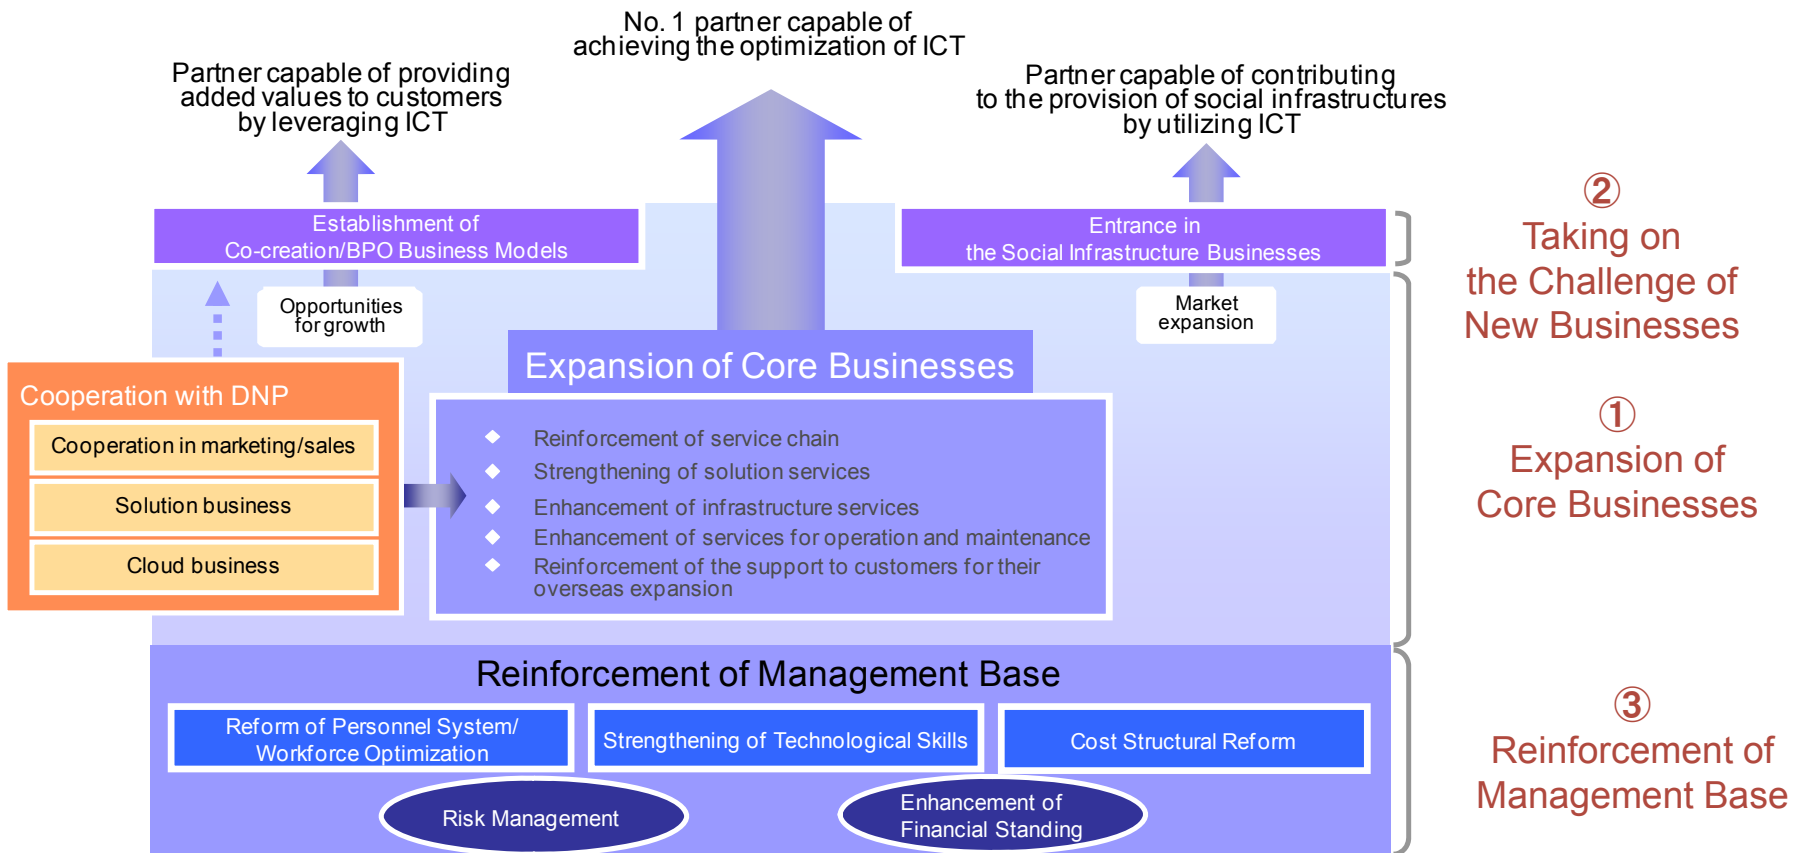 No. 1 partner capable of
achieving the optimization of ICT
Partner capable of providing
added values to customers
by leveraging ICT
Partner capable of contributing
to the provision of social infrastructures
by utilizing ICT
Establishment of
Co-creation/BPO Business Models
Entrance in
the Social Infrastructure Businesses
Opportunities
for growth
Market
expansion
②
Taking on
the Challenge of
New Businesses
Cooperation with DNP
Cooperation in marketing/sales
Solution business
Cloud business
Expansion of Core Businesses
◆ Reinforcement of service chain
◆ Strengthening of solution services
◆ Enhancement of infrastructure services
◆ Enhancement of services for operation and maintenance
◆ Reinforcement of the support to customers for their
overseas expansion
①
Expansion of
Core Businesses
Reinforcement of Management Base
Reform of Personnel System/
Workforce Optimization
Strengthening of Technological Skills
Cost Structural Reform
Risk Management
Enhancement of
Financial Standing
③
Reinforcement of
Management Base